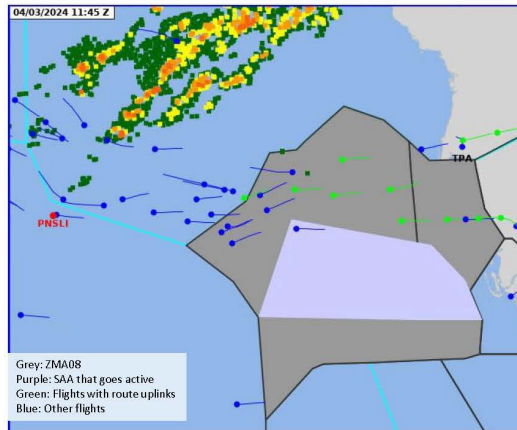 04/03/2024 11:45 Z
TPA
PNSLI
Grey: ZMA08
Purple: SAA that goes active
Green: Flights with route uplinks
Blue: Other flights